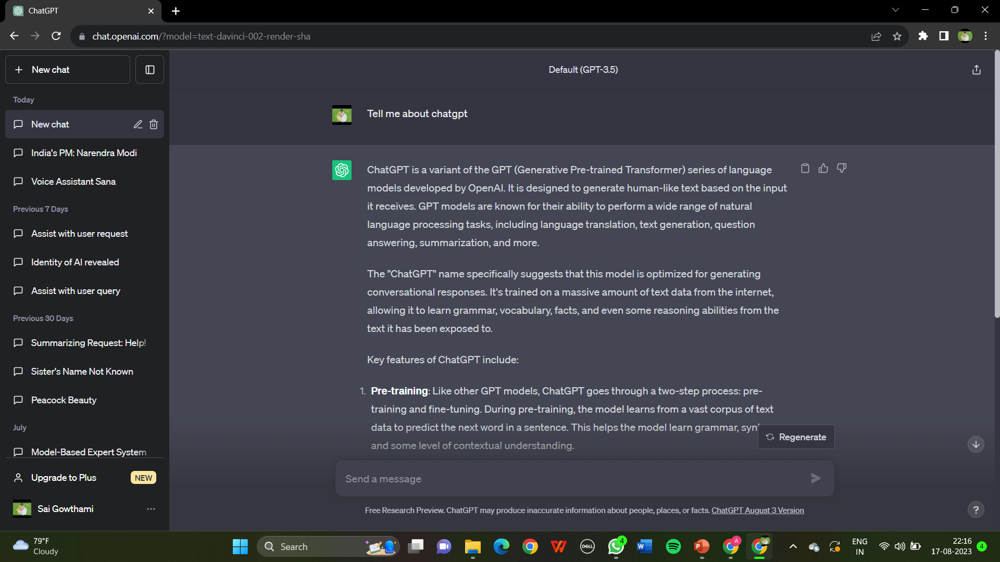 ChatGPT
chat.openai.com/?model=text-davinci-002-render-sha
New chat
Default (GPT-3.5)
Today
New chat
India's PM: Narendra Modi
Voice Assistant Sana
Previous 7 Days
Assist with user request
Identity of AI revealed
Assist with user query
Previous 30 Days
Summarizing Request: Help!
Sister's Name Not Known
Peacock Beauty
July
Model-Based Expert System
Upgrade to Plus NEW
Sai Gowthami
Tell me about chatgpt
ChatGPT is a variant of the GPT (Generative Pre-trained Transformer) series of language
models developed by OpenAI. It is designed to generate human-like text based on the input
it receives. GPT models are known for their ability to perform a wide range of natural
language processing tasks, including language translation, text generation, question
answering, summarization, and more.
The "ChatGPT" name specifically suggests that this model is optimized for generating
conversational responses. It's trained on a massive amount of text data from the internet,
allowing it to learn grammar, vocabulary, facts, and even some reasoning abilities from the
text it has been exposed to.
Key features of ChatGPT include:
1. Pre-training: Like other GPT models, ChatGPT goes through a two-step process: pre-
training and fine-tuning. During pre-training, the model learns from a vast corpus of text
data to predict the next word in a sentence. This helps the model learn grammar,
and some level of contextual understanding.
Regenerate
Send a message
Free Research Preview. ChatGPT may produce inaccurate information about people, places, or facts. ChatGPT August 3 Version
?
79°F
Cloudy
Search
DELL
4
W
P
A
ENG
IN
22:16
17-08-2023
4